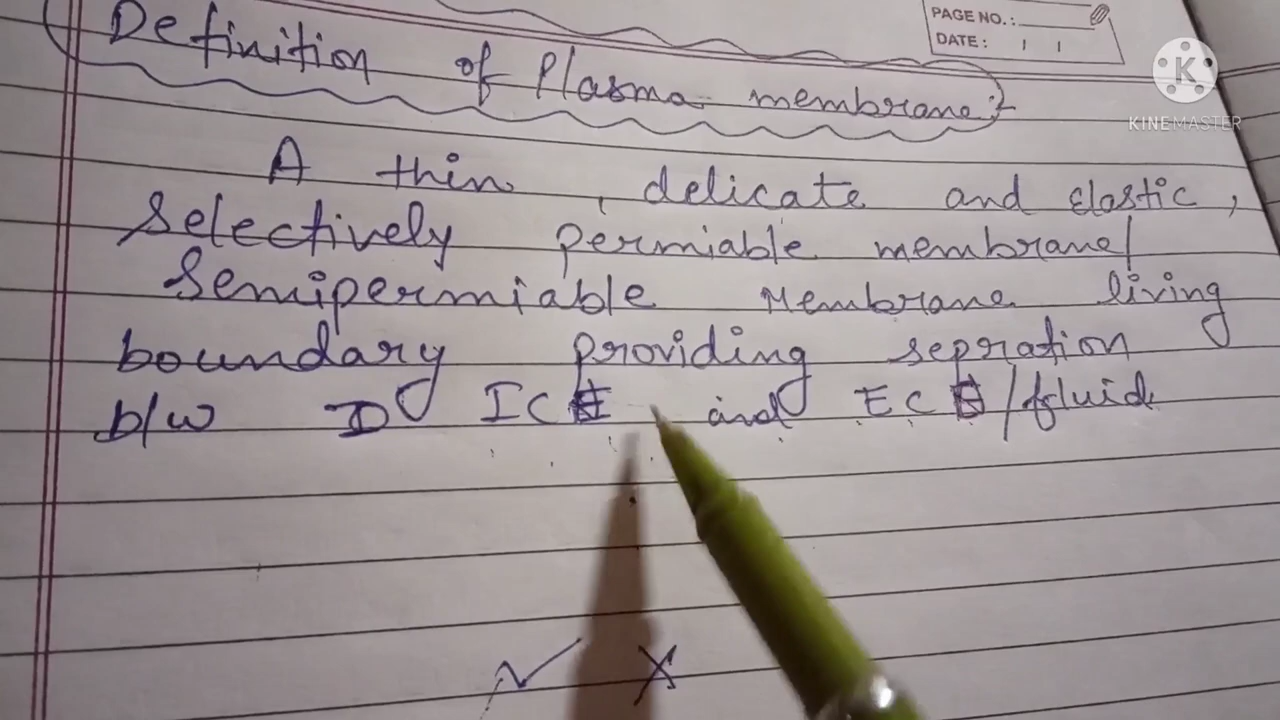 PAGE NO.:
DATE:
K
KINEMASTER
Definition of Plasma membrane:-
A thin, delicate and elastic,
Selectively permiable membrane/
Semipermiable Membrane living
boundary providing sepration
b/w IC and EC /fluid